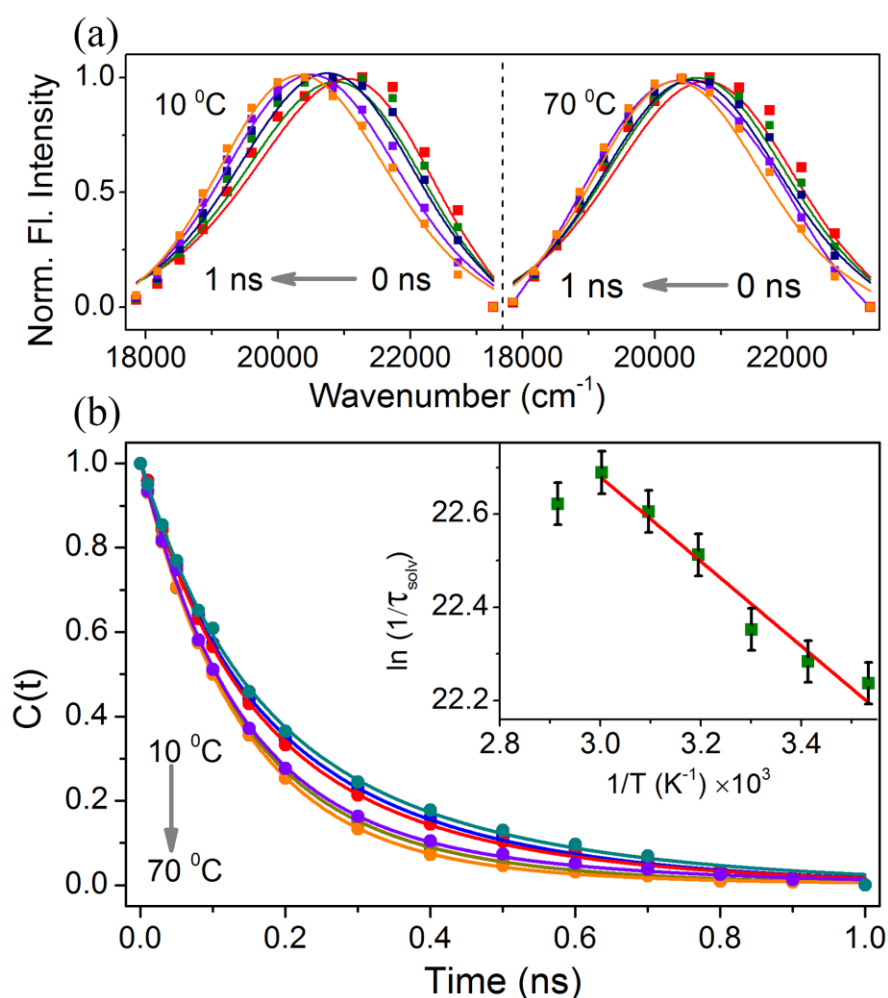 (a)
10 ⁰C
70 ⁰C
Norm. Fl. Intensity
1.0
0.5
0.0
1 ns
0 ns
1 ns
0 ns
18000
20000
22000
18000
20000
22000
Wavenumber (cm⁻¹)
(b)
C(t)
1.0
0.8
0.6
0.4
0.2
0.0
10 ⁰C
70 ⁰C
ln (1/τsolv)
22.6
22.4
22.2
2.8
3.0
3.2
3.4
1/T (K⁻¹) ×10³
0.0
0.2
0.4
0.6
0.8
1.0
Time (ns)